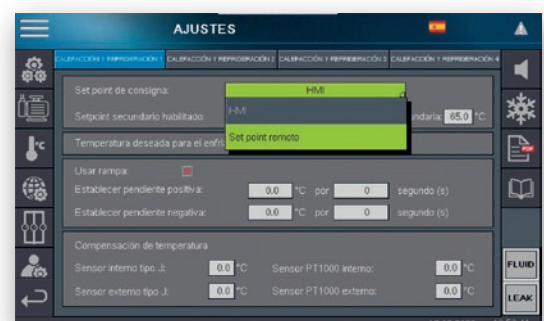 AJUSTES
CALEFACCIÓN Y REFRIGERACIÓN 1 CALEFACCIÓN Y REFRIGERACIÓN 2 CALEFACCIÓN Y REFRIGERACIÓN 3 CALEFACCIÓN Y REFRIGERACIÓN 4
Set point de consigna: HMI
HMI
Setpoint secundario habilitado: ndaria: 65.0 °C
Set point remoto
Temperatura deseada para el enfri
Usar rampa:
Establecer pendiente positiva: 0.0 °C por 0 segundo (s)
Establecer pendiente negativa: 0.0 °C por 0 segundo (s)
Compensación de temperatura
Sensor interno tipo J: 0.0 °C Sensor PT1000 interno: 0.0 °C
Sensor externo tipo J: 0.0 °C Sensor PT1000 externo: 0.0 °C
°C
PDF
FLUID
LEAK